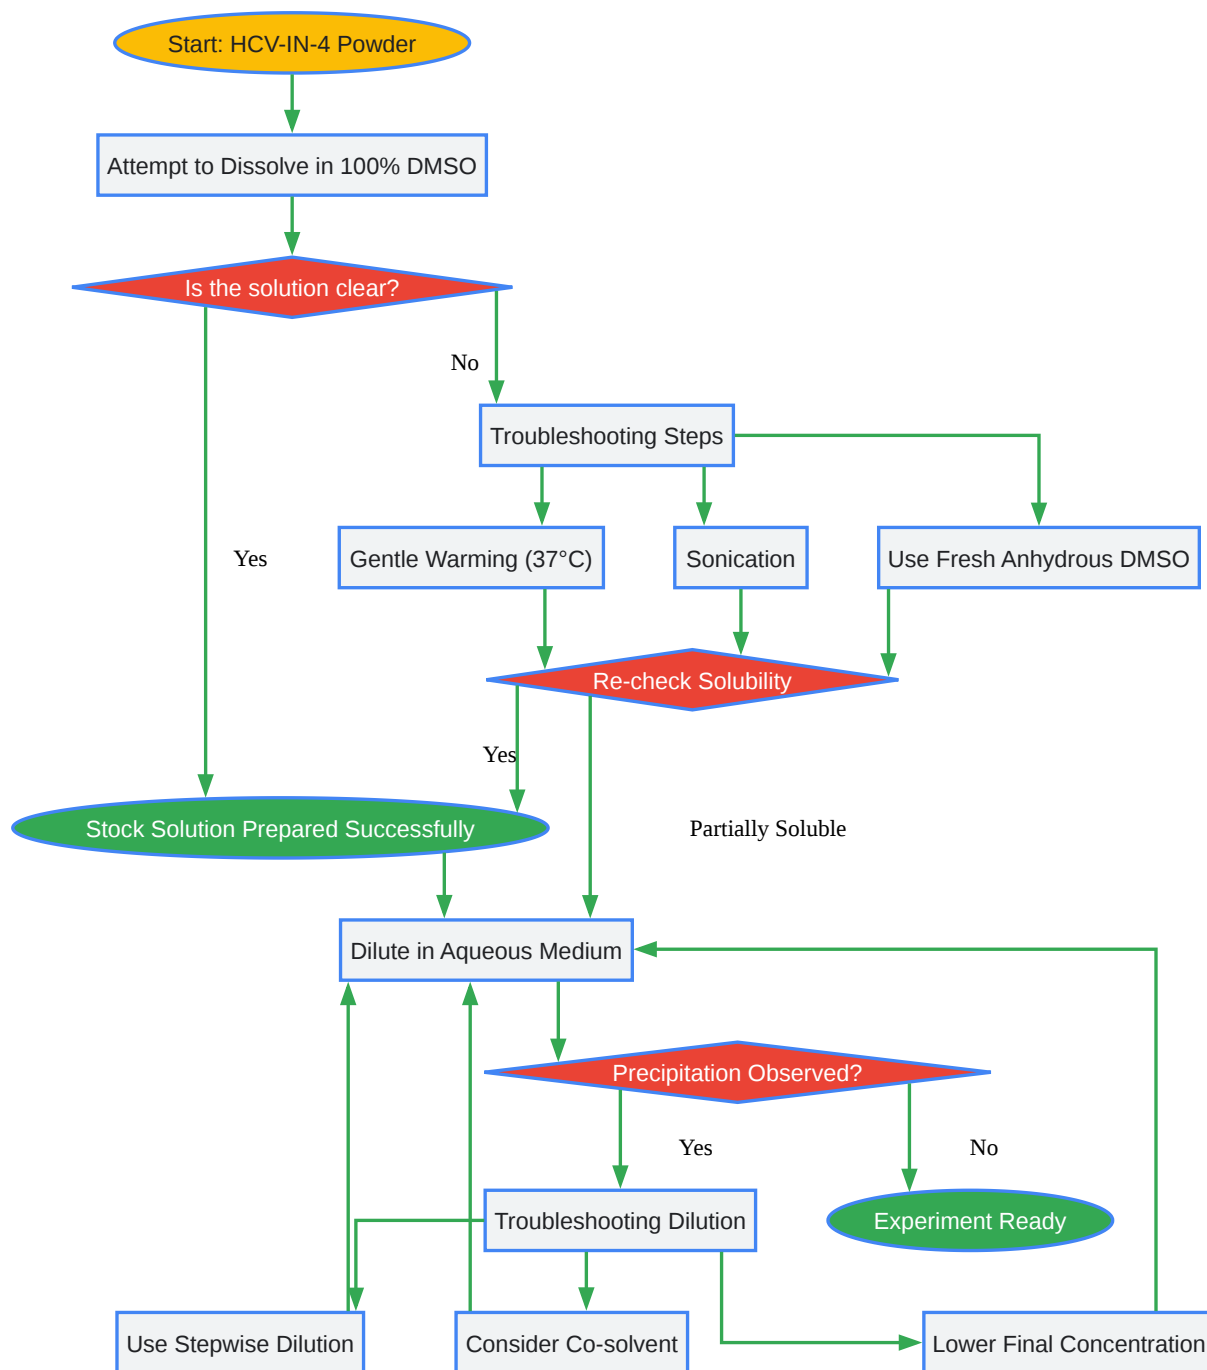 Start: HCV-IN-4 Powder
Attempt to Dissolve in 100% DMSO
Is the solution clear?
No
Troubleshooting Steps
Yes
Gentle Warming (37°C)
Sonication
Use Fresh Anhydrous DMSO
Re-check Solubility
Yes
Stock Solution Prepared Successfully
Partially Soluble
Dilute in Aqueous Medium
Precipitation Observed?
Yes
No
Troubleshooting Dilution
Experiment Ready
Use Stepwise Dilution
Consider Co-solvent
Lower Final Concentration